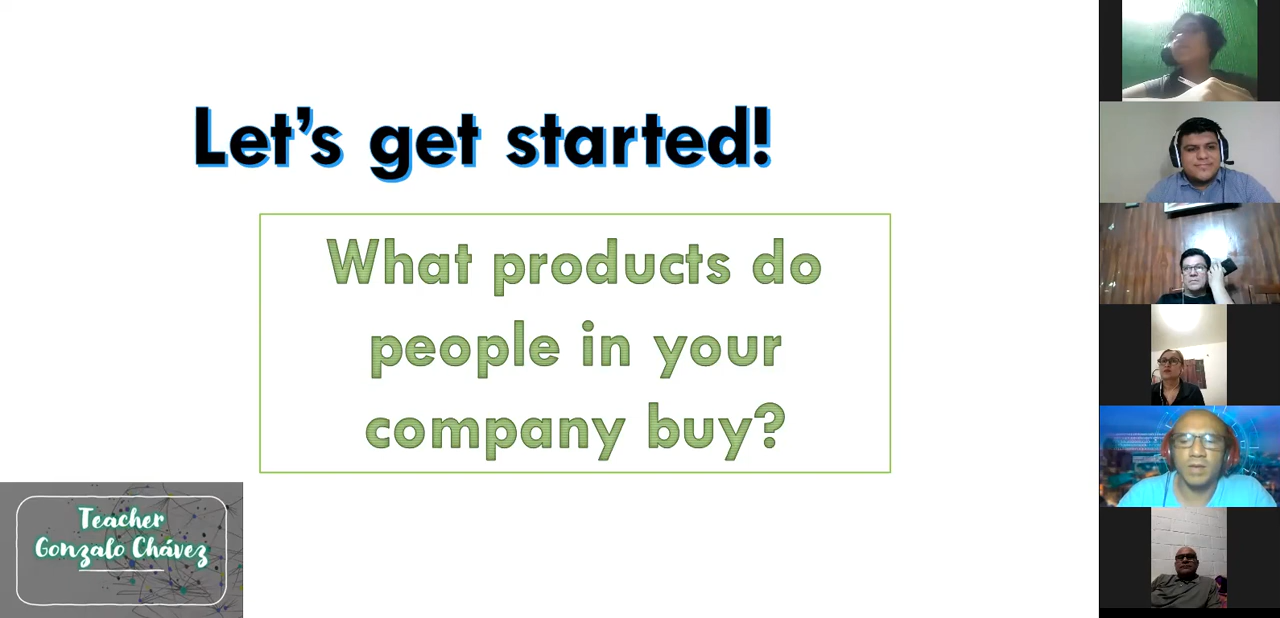 Let’s get started!
What products do
people in your
company buy?
Teacher
Gonzalo Chávez